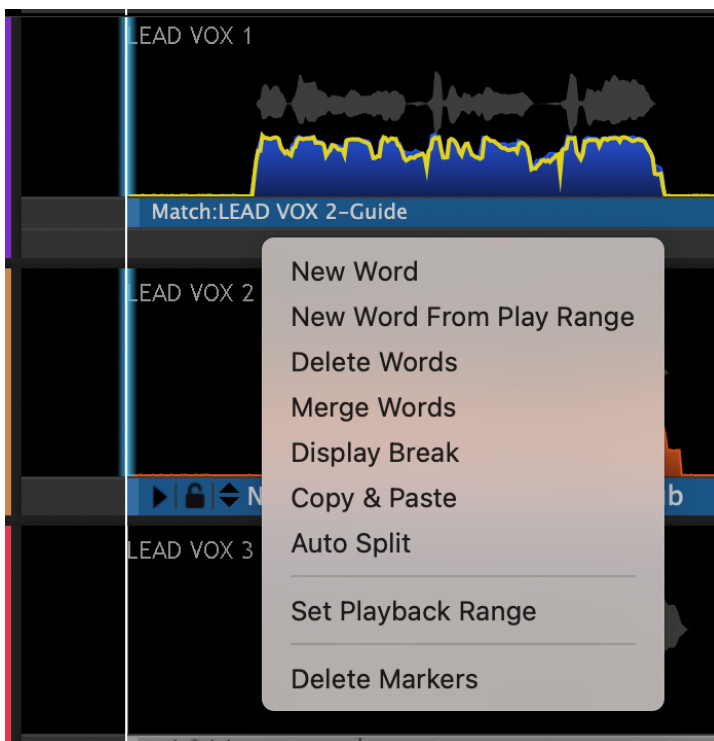 LEAD VOX 1
Match:LEAD VOX 2-Guide
LEAD VOX 2
New Word
New Word From Play Range
Delete Words
Merge Words
Display Break
Copy & Paste
Auto Split
Set Playback Range
Delete Markers
LEAD VOX 3